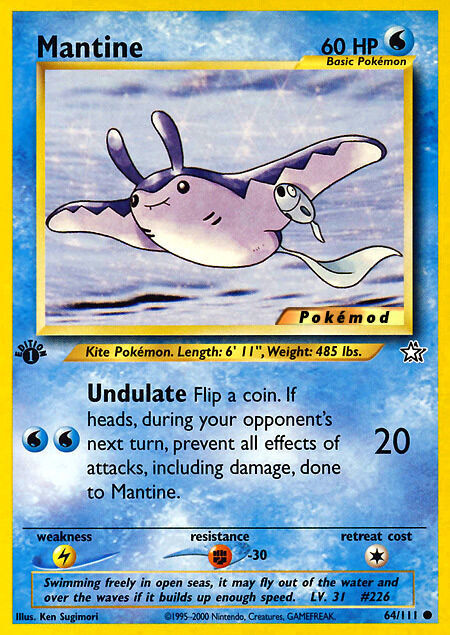 Mantine
60 HP
Basic Pokémon
Pokémod
EDITION
1
Kite Pokémon. Length: 6' 11", Weight: 485 lbs.
Undulate Flip a coin. If
heads, during your opponent's
next turn, prevent all effects of
attacks, including damage, done
to Mantine.
20
weakness
resistance
retreat cost
-30
Swimming freely in open seas, it may fly out of the water and
over the waves if it builds up enough speed. LV. 31 #226
Illus. Ken Sugimori
©1995-2000 Nintendo, Creatures, GAMEFREAK.
64/111